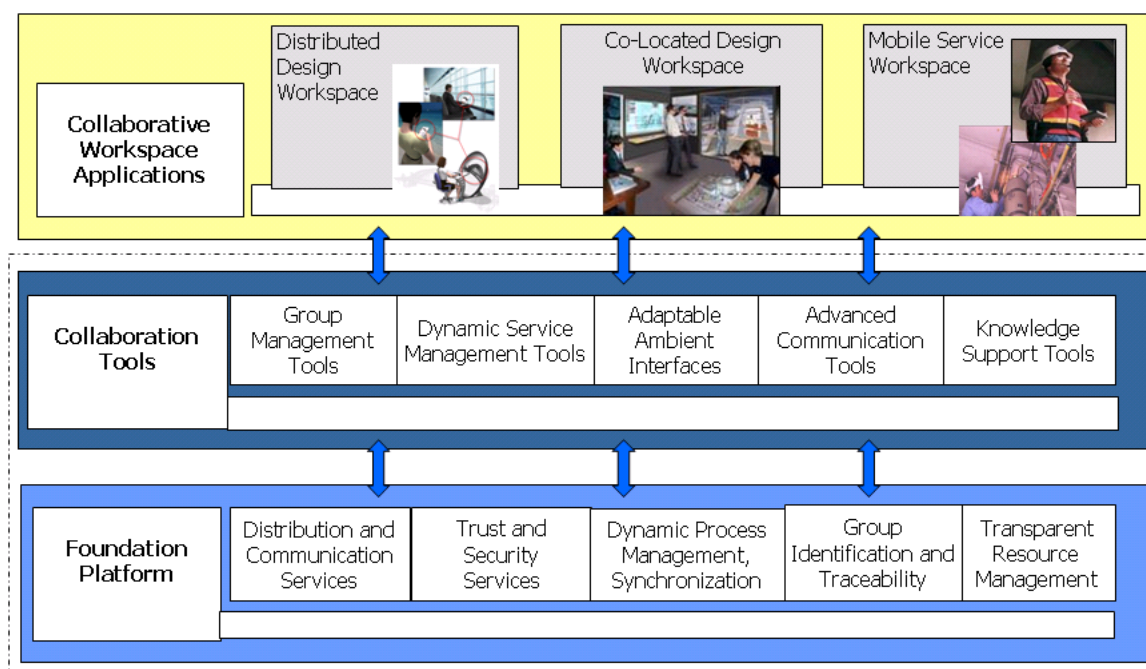 Distributed
Design
Workspace
Co-Located Design
Workspace
Mobile Service
Workspace
Collaborative
Workspace
Applications
Collaboration
Tools
Group
Management
Tools
Dynamic Service
Management Tools
Adaptable
Ambient
Interfaces
Advanced
Communication
Tools
Knowledge
Support Tools
Foundation
Platform
Distribution and
Communication
Services
Trust and
Security
Services
Dynamic Process
Management,
Synchronization
Group
Identification and
Traceability
Transparent
Resource
Management